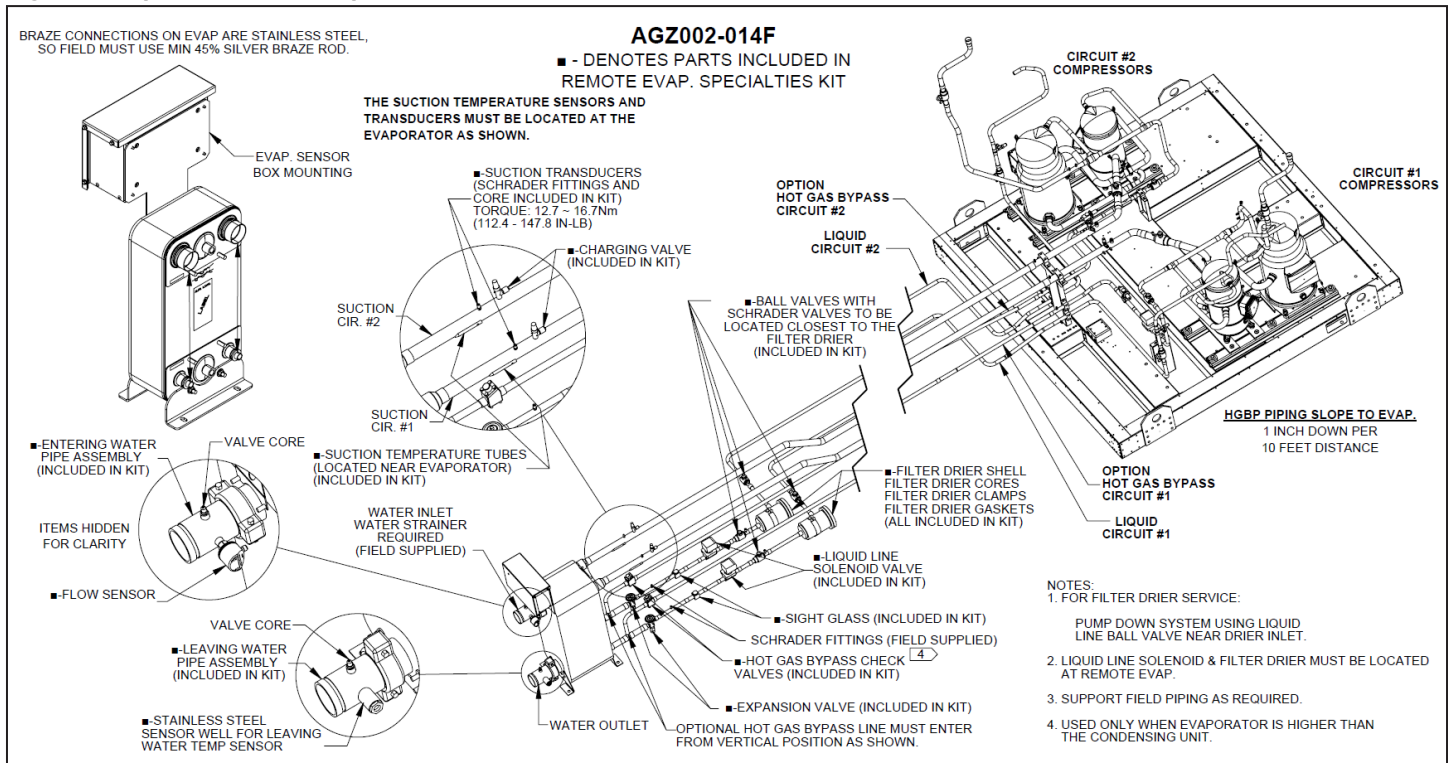 BRAZE CONNECTIONS ON EVAP ARE STAINLESS STEEL,
SO FIELD MUST USE MIN 45% SILVER BRAZE ROD.
AGZ002-014F
■ - DENOTES PARTS INCLUDED IN
REMOTE EVAP. SPECIALTIES KIT
THE SUCTION TEMPERATURE SENSORS AND
TRANSDUCERS MUST BE LOCATED AT THE
EVAPORATOR AS SHOWN.
EVAP. SENSOR
BOX MOUNTING
■-SUCTION TRANSDUCERS
(SCHRADER FITTINGS AND
CORE INCLUDED IN KIT)
TORQUE: 12.7 ~ 16.7Nm
(112.4 - 147.8 IN-LB)
■-CHARGING VALVE
(INCLUDED IN KIT)
SUCTION
CIR. #2
SUCTION
CIR. #1
■-SUCTION TEMPERATURE TUBES
(LOCATED NEAR EVAPORATOR)
(INCLUDED IN KIT)
CIRCUIT #2
COMPRESSORS
CIRCUIT #1
COMPRESSORS
OPTION
HOT GAS BYPASS
CIRCUIT #2
LIQUID
CIRCUIT #2
■-BALL VALVES WITH
SCHRADER VALVES TO BE
LOCATED CLOSEST TO THE
FILTER DRIER
(INCLUDED IN KIT)
HGBP PIPING SLOPE TO EVAP.
1 INCH DOWN PER
10 FEET DISTANCE
OPTION
HOT GAS BYPASS
CIRCUIT #1
LIQUID
CIRCUIT #1
■-ENTERING WATER
PIPE ASSEMBLY
(INCLUDED IN KIT)
VALVE CORE
ITEMS HIDDEN
FOR CLARITY
■-FLOW SENSOR
WATER INLET
WATER STRAINER
REQUIRED
(FIELD SUPPLIED)
■-FILTER DRIER SHELL
FILTER DRIER CORES
FILTER DRIER CLAMPS
FILTER DRIER GASKETS
(ALL INCLUDED IN KIT)
■-LIQUID LINE
SOLENOID VALVE
(INCLUDED IN KIT)
■-SIGHT GLASS (INCLUDED IN KIT)
SCHRADER FITTINGS (FIELD SUPPLIED)
■-HOT GAS BYPASS CHECK
VALVES (INCLUDED IN KIT)
4
■-EXPANSION VALVE (INCLUDED IN KIT)
OPTIONAL HOT GAS BYPASS LINE MUST ENTER
FROM VERTICAL POSITION AS SHOWN.
VALVE CORE
■-LEAVING WATER
PIPE ASSEMBLY
(INCLUDED IN KIT)
■-STAINLESS STEEL
SENSOR WELL FOR LEAVING
WATER TEMP SENSOR
WATER OUTLET
NOTES:
1. FOR FILTER DRIER SERVICE:
PUMP DOWN SYSTEM USING LIQUID
LINE BALL VALVE NEAR DRIER INLET.
2. LIQUID LINE SOLENOID & FILTER DRIER MUST BE LOCATED
AT REMOTE EVAP.
3. SUPPORT FIELD PIPING AS REQUIRED.
4. USED ONLY WHEN EVAPORATOR IS HIGHER THAN
THE CONDENSING UNIT.